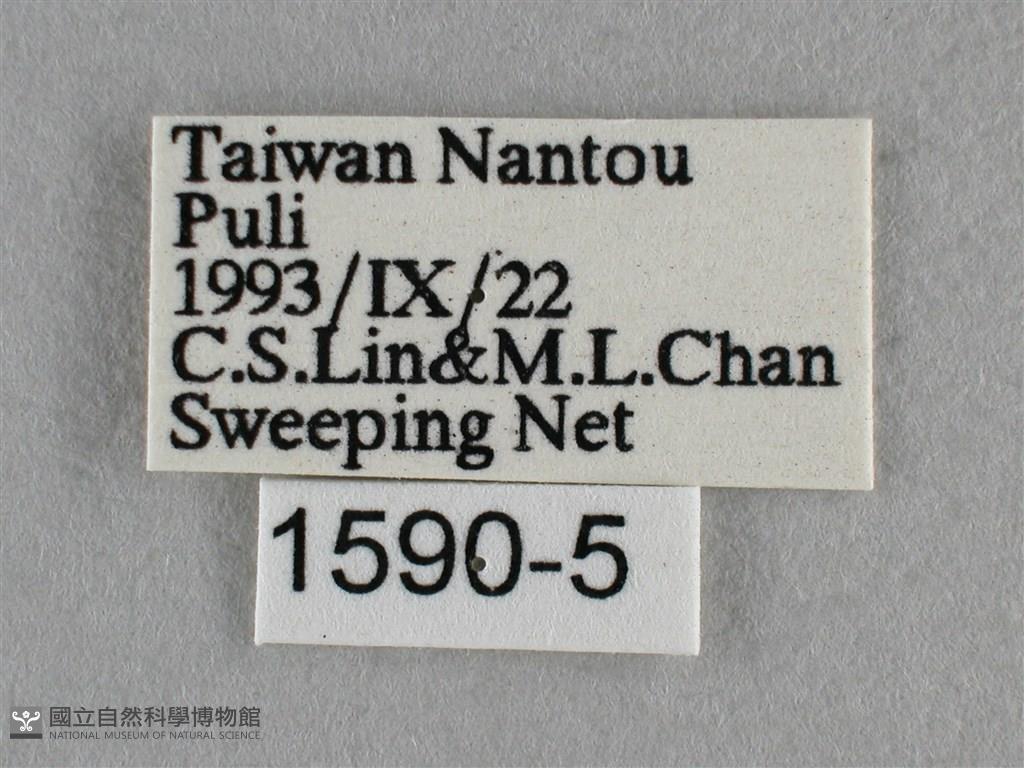 Taiwan Nantou
Puli
1993/IX/22
C.S.Lin&M.L.Chan
Sweeping Net
1590-5
國立自然科學博物館
NATIONAL MUSEUM OF NATURAL SCIENCE